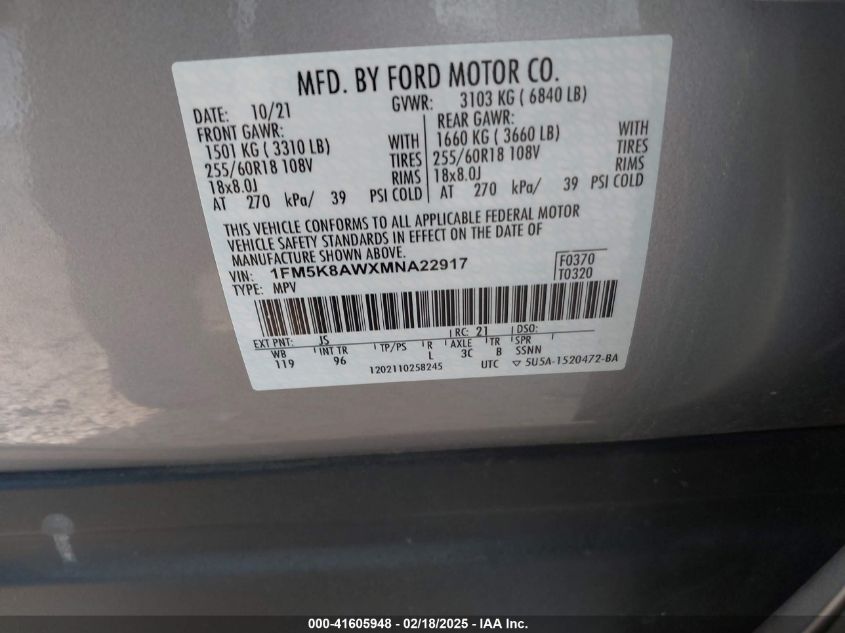 MFD. BY FORD MOTOR CO.
DATE: 10/21 GVWR: 3103 KG ( 6840 LB)
FRONT GAWR: REAR GAWR:
1501 KG ( 3310 LB) WITH 1660 KG ( 3660 LB) WITH
255/60R18 108V TIRES 255/60R18 108V TIRES
18x8.0J RIMS 18x8.0J RIMS
AT 270 kPa/ 39 PSI COLD AT 270 kPa/ 39 PSI COLD
THIS VEHICLE CONFORMS TO ALL APPLICABLE FEDERAL MOTOR
VEHICLE SAFETY STANDARDS IN EFFECT ON THE DATE OF
MANUFACTURE SHOWN ABOVE.
VIN: 1FM5K8AWXMNA22917 F0370
TYPE: MPV T0320
EXT PNT: JS RC: 21 DSO:
WB INT TR TP/PS R AXLE TR SPR
119 96 L 3C B SSNN
1202110258245 UTC ▽ 5U5A-1520472-BA
000-41605948 - 02/18/2025 - IAA Inc.